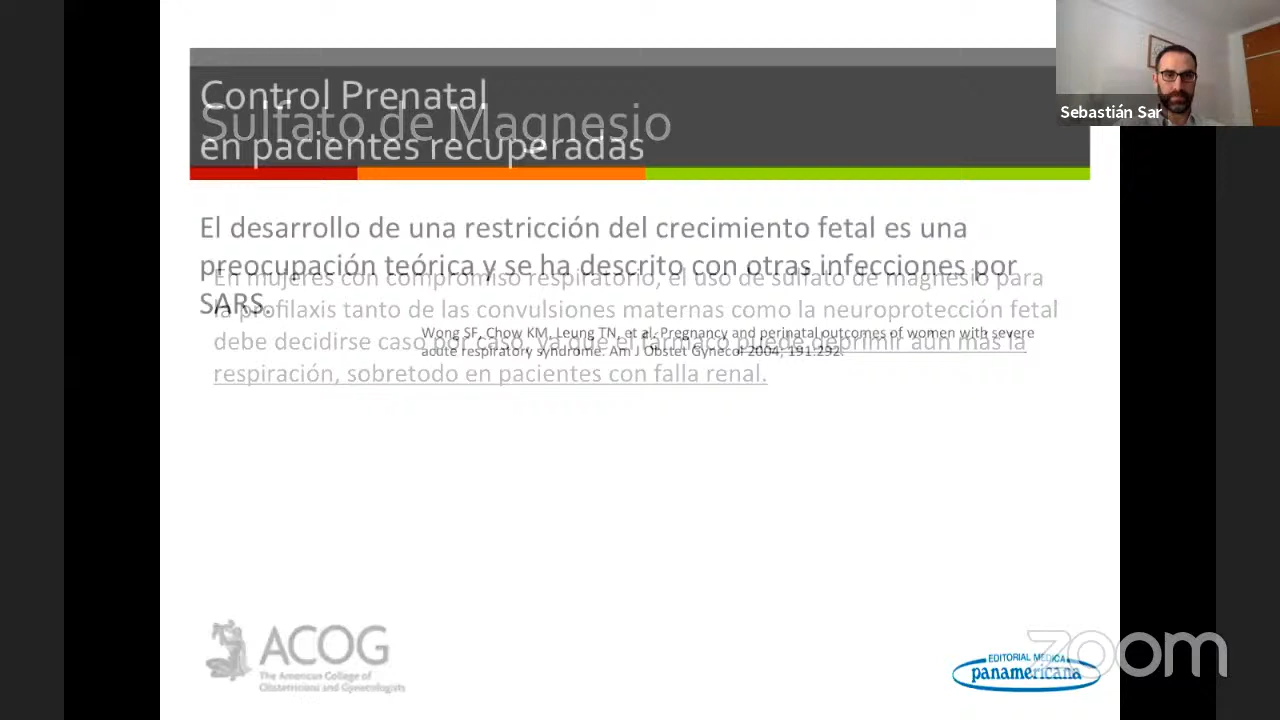 Control Prenatal
en pacientes recuperadas
Sulfato de Magnesio
Sebastián Sar
El desarrollo de una restricción del crecimiento fetal es una
preocupación teórica y se ha descrito con otras infecciones por
SARS.
Wong SF, Chow KM, Leung TN, et al. Pregnancy and perinatal outcomes of women with severe
acute respiratory syndrome. Am J Obstet Gynecol 2004; 191:292.
En mujeres con compromiso respiratorio, el uso de sulfato de magnesio para
la profilaxis tanto de las convulsiones maternas como la neuroprotección fetal
debe decidirse caso por caso, ya que el fármaco puede deprimir aún más la
respiración, sobretodo en pacientes con falla renal.
ACOG
The American College of
Obstetricians and Gynecologists
EDITORIAL MEDICA
panamericana
zoom